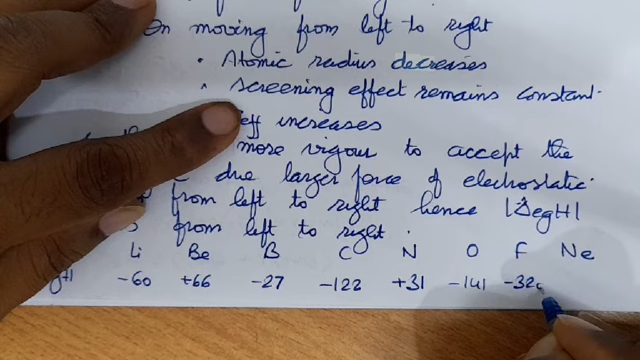 On moving from left to right
• Atomic radius decreases
• Screening effect remains constant.
eff increases
more vigour to accept the
due larger force of electrostatic
from left to right hence |ΔegH|
from left to right.
Li Be B C N O F Ne
-60 +66 -27 -122 +31 -141 -32